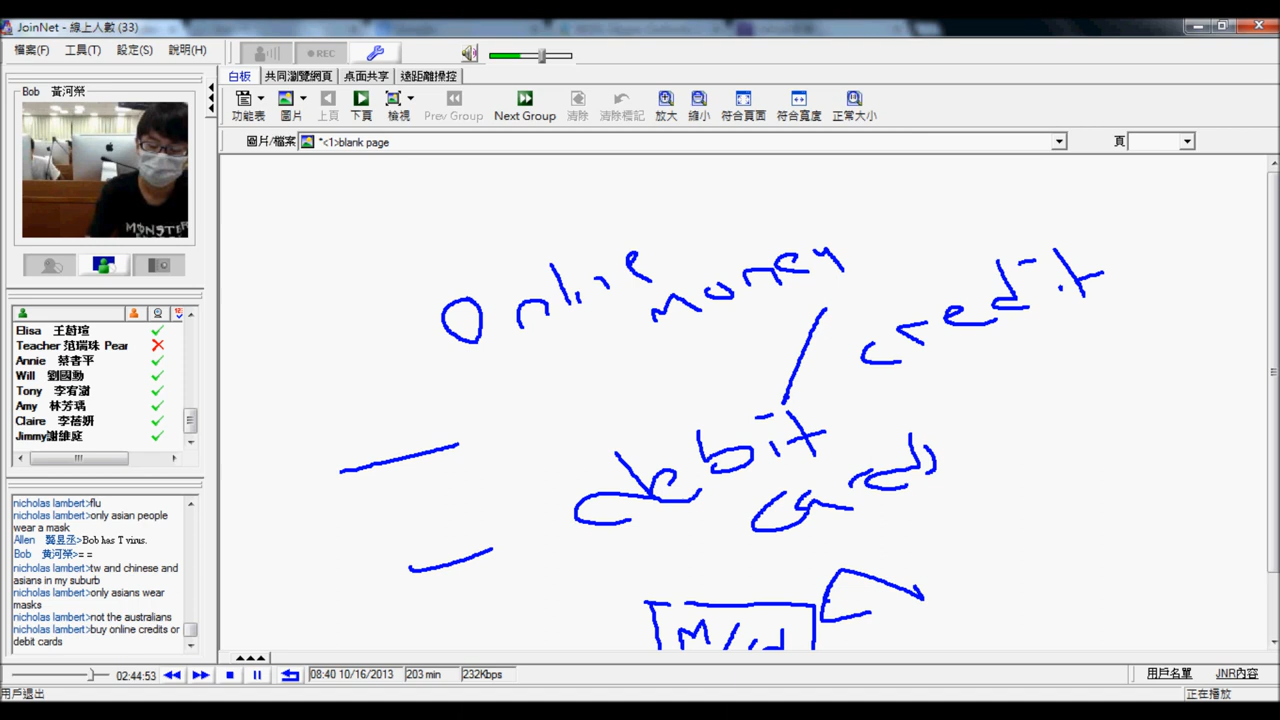 JoinNet - 線上人數 (33)
檔案(F) 工具(T) 設定(S) 說明(H)
REC
Bob 黃河榮
MONSTER
白板 共同瀏覽網頁 桌面共享 遠距離操控
功能表 圖片 上頁 下頁 檢視 Prev Group Next Group 清除 清除標記 放大 縮小 符合頁面 符合寬度 正常大小
圖片/檔案 *<1>blank page 頁
Online money
credit
debit
card
M/cd
Elisa 王蒔瑄
Teacher 范瑞珠 Pear
Annie 蔡書平
Will 劉國勳
Tony 李宥澍
Amy 林芳瑀
Claire 李蓓妍
Jimmy謝維庭
nicholas lambert>flu
nicholas lambert>only asian people
wear a mask
Allen 龔昱丞>Bob has T virus.
Bob 黃河榮>= =
nicholas lambert>tw and chinese and
asians in my suburb
nicholas lambert>only asians wear
masks
nicholas lambert>not the australians
nicholas lambert>buy online credits or
debit cards
02:44:53 08:40 10/16/2013 203 min 232Kbps 用戶名單 JNR內容
用戶退出 正在播放